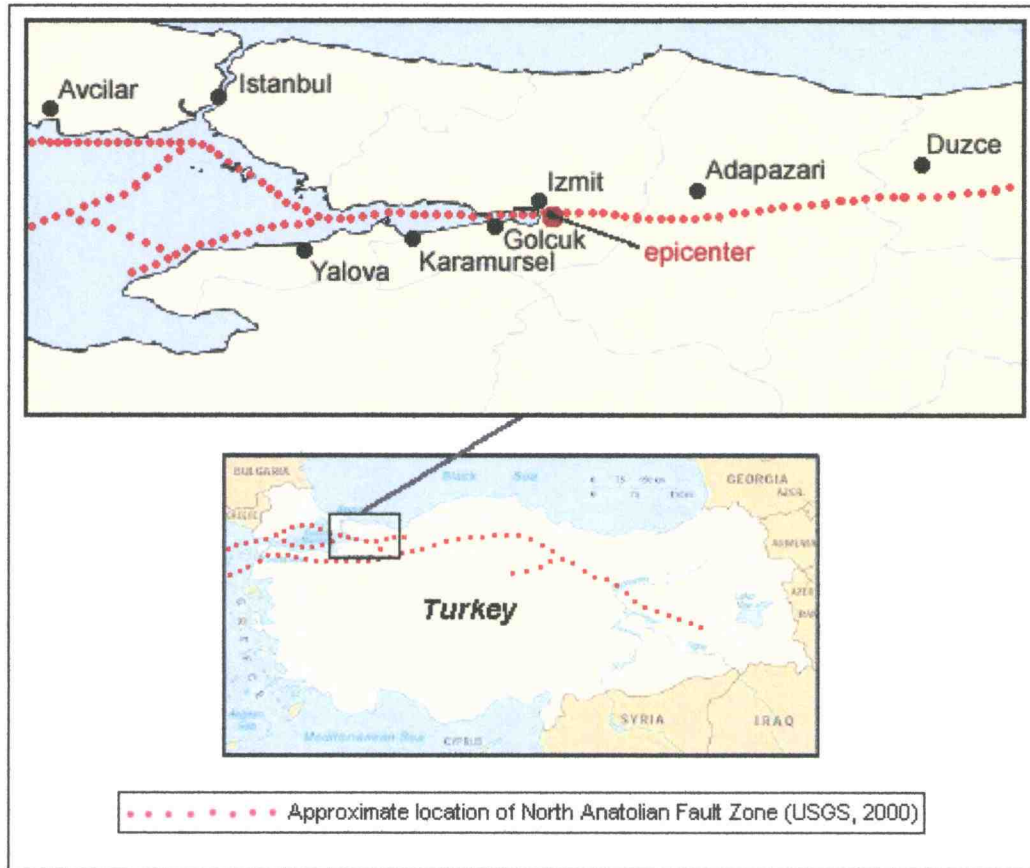 Avcilar
Istanbul
Duzce
Adapazari
Izmit
Golcuk
epicenter
Karamursel
Yalova
BULGARIA
Black Sea
GEORGIA
Turkey
SYRIA
IRAQ
Mediterranean Sea
CYPRUS
Approximate location of North Anatolian Fault Zone (USGS, 2000)